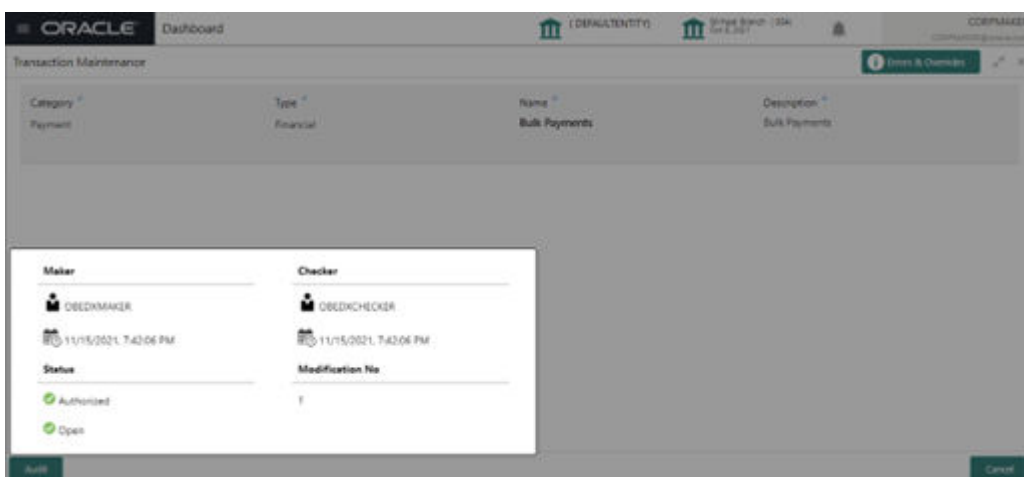 ORACLE Dashboard (DEFAULTENTITY)
Transaction Maintenance Errors & Overrides
Category * Type * Name * Description *
Payment Financial Bulk Payments Bulk Payments
Maker Checker
OBEDXMAKER OBEDXCHECKER
11/15/2021, 7:42:06 PM 11/15/2021, 7:42:06 PM
Status Modification No
Authorized 1
Open
Audit Cancel